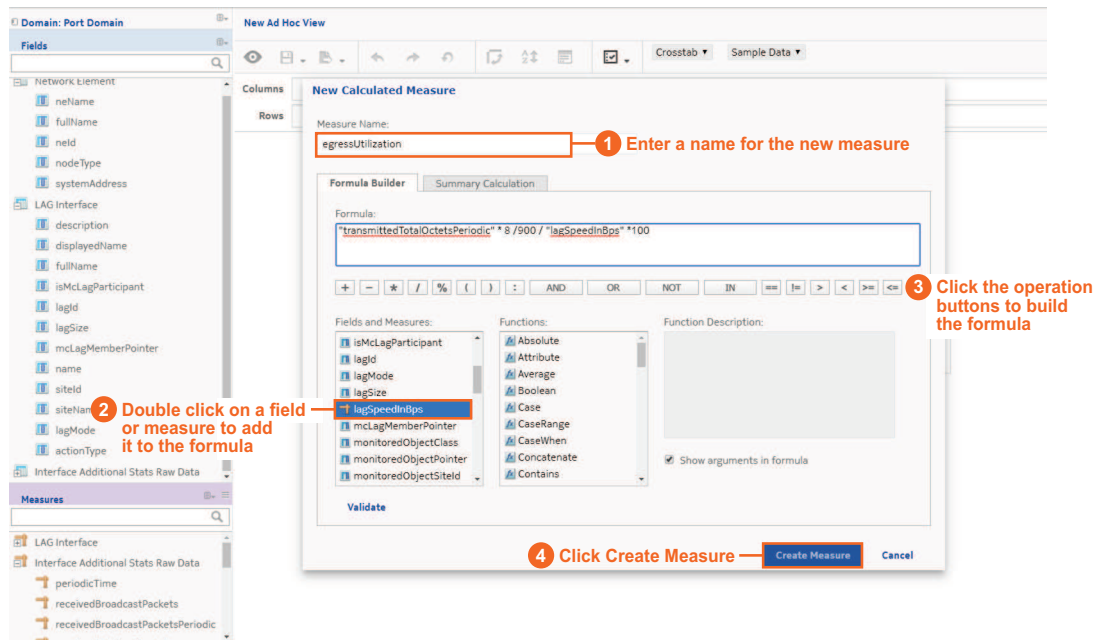 Domain: Port Domain
New Ad Hoc View
Fields
Crosstab
Sample Data
Columns
Rows
Network Element
neName
fullName
neId
nodeType
systemAddress
LAG Interface
description
displayedName
fullName
isMcLagParticipant
lagId
lagSize
mcLagMemberPointer
name
siteId
siteNam
lagMode
actionType
Interface Additional Stats Raw Data
Measures
LAG Interface
Interface Additional Stats Raw Data
periodicTime
receivedBroadcastPackets
receivedBroadcastPacketsPeriodic
New Calculated Measure
Measure Name:
egressUtilization
1 Enter a name for the new measure
Formula Builder
Summary Calculation
Formula:
"transmittedTotalOctetsPeriodic" * 8 /900 / "lagSpeedInBps" *100
+ - * / % ( ) : AND OR NOT IN == != > < >= <=
3 Click the operation
buttons to build
the formula
Fields and Measures:
isMcLagParticipant
lagId
lagMode
lagSize
lagSpeedInBps
mcLagMemberPointer
monitoredObjectClass
monitoredObjectPointer
monitoredObjectSiteId
Functions:
Absolute
Attribute
Average
Boolean
Case
CaseRange
CaseWhen
Concatenate
Contains
Function Description:
Show arguments in formula
2 Double click on a field
or measure to add
it to the formula
Validate
4 Click Create Measure
Create Measure
Cancel